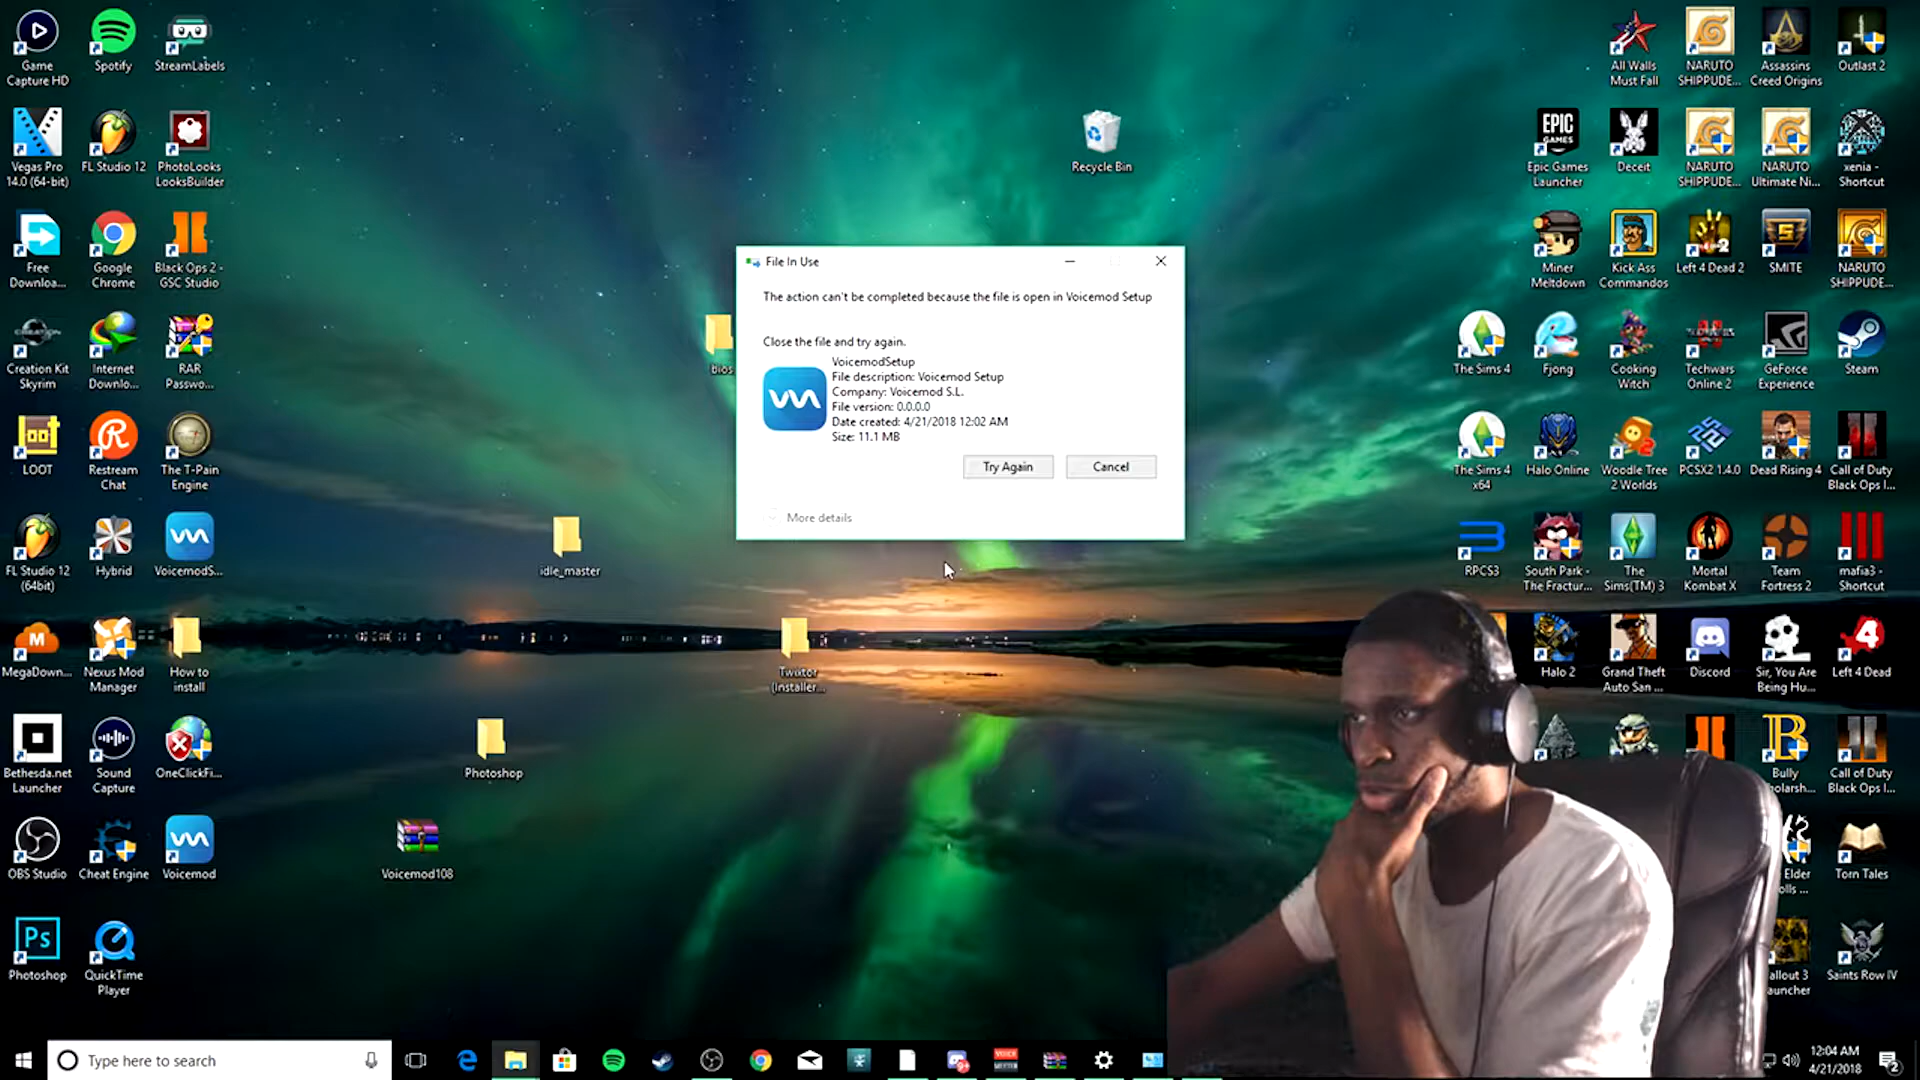 Game
Capture HD
Spotify
StreamLabels
Vegas Pro
14.0 (64-bit)
FL Studio 12
PhotoLooks
LooksBuilder
Free
Downloa...
Google
Chrome
Black Ops 2 -
GSC Studio
Creation Kit
Skyrim
Internet
Downlo...
RAR
Passwo...
LOOT
Restream
Chat
The T-Pain
Engine
FL Studio 12
(64bit)
Hybrid
VoicemodS...
MegaDown...
Nexus Mod
Manager
How to
install
Bethesda.net
Launcher
Sound
Capture
OneClickFi...
OBS Studio
Cheat Engine
Voicemod
Ps
Photoshop
QuickTime
Player
Recycle Bin
bios
idle_master
Twixtor
(Installer...
Photoshop
Voicemod108
File In Use
The action can't be completed because the file is open in Voicemod Setup
Close the file and try again.
VoicemodSetup
File description: Voicemod Setup
Company: Voicemod S.L.
File version: 0.0.0.0
Date created: 4/21/2018 12:02 AM
Size: 11.1 MB
Try Again
Cancel
More details
All Walls
Must Fall
NARUTO
SHIPPUDE...
Assassins
Creed Origins
Outlast 2
EPIC
GAMES
Epic Games
Launcher
Deceit
NARUTO
SHIPPUDE...
NARUTO
Ultimate Ni...
xenia -
Shortcut
Miner
Meltdown
Kick Ass
Commandos
Left 4 Dead 2
SMITE
NARUTO
SHIPPUDE...
The Sims 4
Fjong
Cooking
Witch
Techwars
Online 2
GeForce
Experience
Steam
The Sims 4
x64
Halo Online
Woodle Tree
2 Worlds
PCSX2 1.4.0
Dead Rising 4
Call of Duty
Black Ops I...
RPCS3
South Park -
The Fractur...
The
Sims(TM) 3
Mortal
Kombat X
Team
Fortress 2
mafia3 -
Shortcut
Halo 2
Grand Theft
Auto San ...
Discord
Sir, You Are
Being Hu...
Left 4 Dead
Bully
holarsh...
Call of Duty
Black Ops I...
Elder
olls ...
Torn Tales
allout 3
auncher
Saints Row IV
Type here to search
12:04 AM
4/21/2018
2